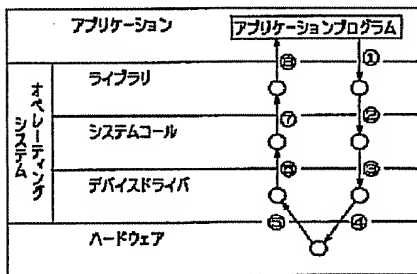 アプリケーション
アプリケーションプログラム
⑧ ①
ライブラリ
⑦ ②
システムコール
⑥ ③
デバイスドライバ
⑤ ④
ハードウェア
オペレーティング
システム